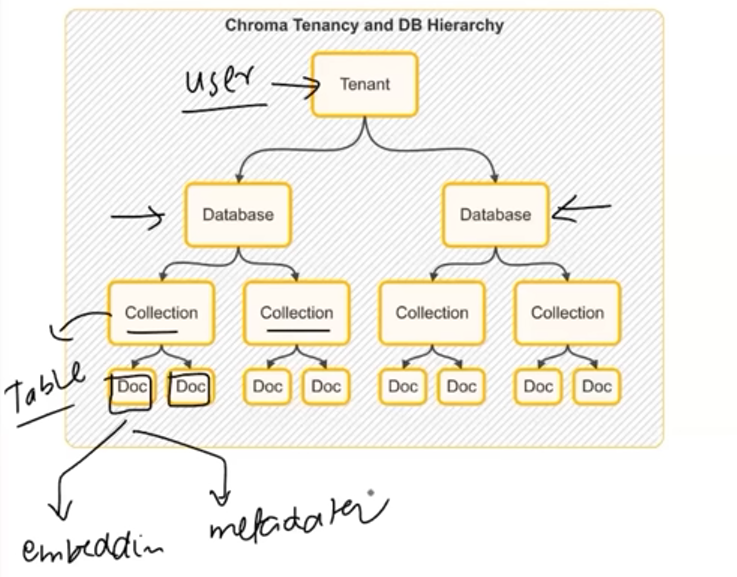 Chroma Tenancy and DB Hierarchy
user
Tenant
Database Database
Collection Collection Collection Collection
Table
Doc Doc Doc Doc Doc Doc Doc Doc
embeddin